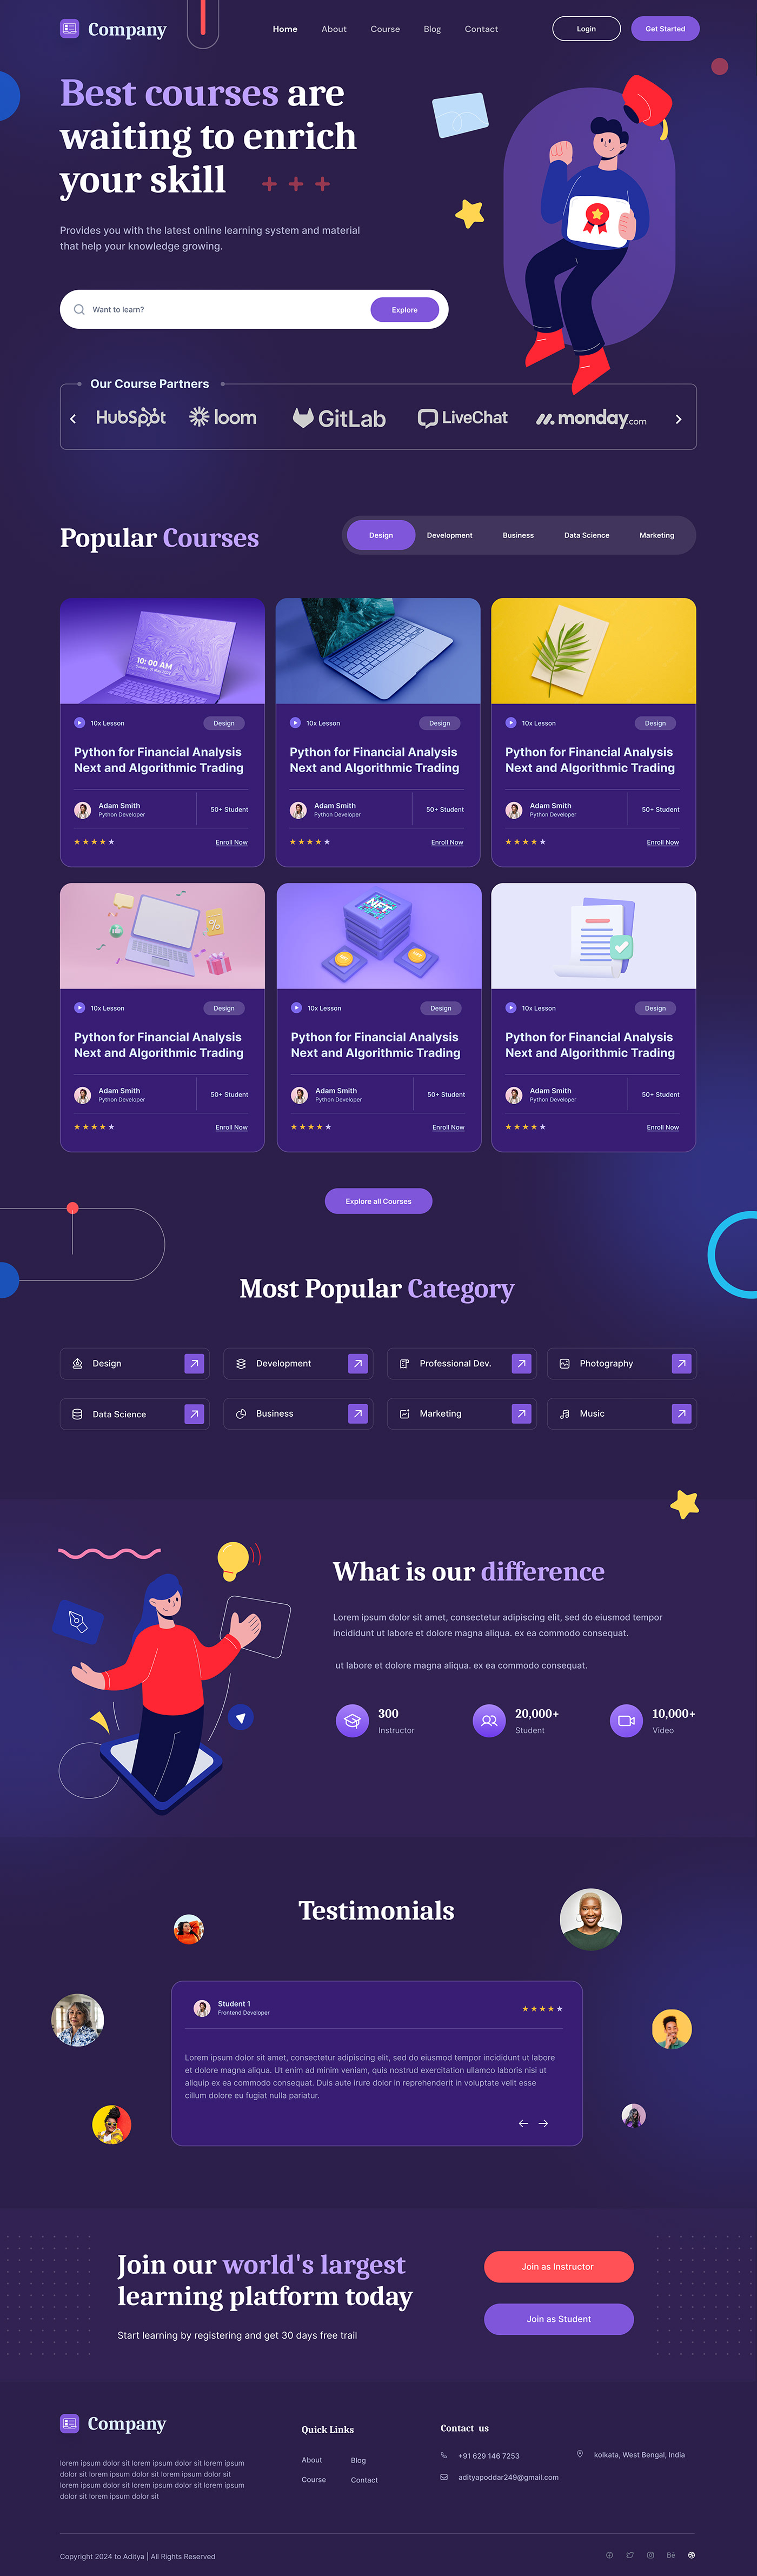 Company
Home About Course Blog Contact
Login
Get Started
Best courses are
waiting to enrich
your skill
Provides you with the latest online learning system and material
that help your knowledge growing.
Want to learn?
Explore
Our Course Partners
HubSpot loom GitLab LiveChat monday.com
Popular Courses
Design Development Business Data Science Marketing
10:00 AM
10x Lesson Design
Python for Financial Analysis
Next and Algorithmic Trading
Adam Smith
Python Developer
50+ Student
Enroll Now
10x Lesson Design
Python for Financial Analysis
Next and Algorithmic Trading
Adam Smith
Python Developer
50+ Student
Enroll Now
10x Lesson Design
Python for Financial Analysis
Next and Algorithmic Trading
Adam Smith
Python Developer
50+ Student
Enroll Now
10x Lesson Design
Python for Financial Analysis
Next and Algorithmic Trading
Adam Smith
Python Developer
50+ Student
Enroll Now
NFT
10x Lesson Design
Python for Financial Analysis
Next and Algorithmic Trading
Adam Smith
Python Developer
50+ Student
Enroll Now
10x Lesson Design
Python for Financial Analysis
Next and Algorithmic Trading
Adam Smith
Python Developer
50+ Student
Enroll Now
Explore all Courses
Most Popular Category
Design Development Professional Dev. Photography
Data Science Business Marketing Music
What is our difference
Lorem ipsum dolor sit amet, consectetur adipiscing elit, sed do eiusmod tempor
incididunt ut labore et dolore magna aliqua. ex ea commodo consequat.
ut labore et dolore magna aliqua. ex ea commodo consequat.
300
Instructor
20,000+
Student
10,000+
Video
Testimonials
Student 1
Frontend Developer
Lorem ipsum dolor sit amet, consectetur adipiscing elit, sed do eiusmod tempor incididunt ut labore
et dolore magna aliqua. Ut enim ad minim veniam, quis nostrud exercitation ullamco laboris nisi ut
aliquip ex ea commodo consequat. Duis aute irure dolor in reprehenderit in voluptate velit esse
cillum dolore eu fugiat nulla pariatur.
Join our world's largest
learning platform today
Start learning by registering and get 30 days free trail
Join as Instructor
Join as Student
Company
lorem ipsum dolor sit lorem ipsum dolor sit lorem ipsum
dolor sit lorem ipsum dolor sit lorem ipsum dolor sit
lorem ipsum dolor sit lorem ipsum dolor sit lorem ipsum
dolor sit lorem ipsum dolor sit
Quick Links
About Blog
Course Contact
Contact us
+91 629 146 7253
adityapoddar249@gmail.com
kolkata, West Bengal, India
Copyright 2024 to Aditya | All Rights Reserved